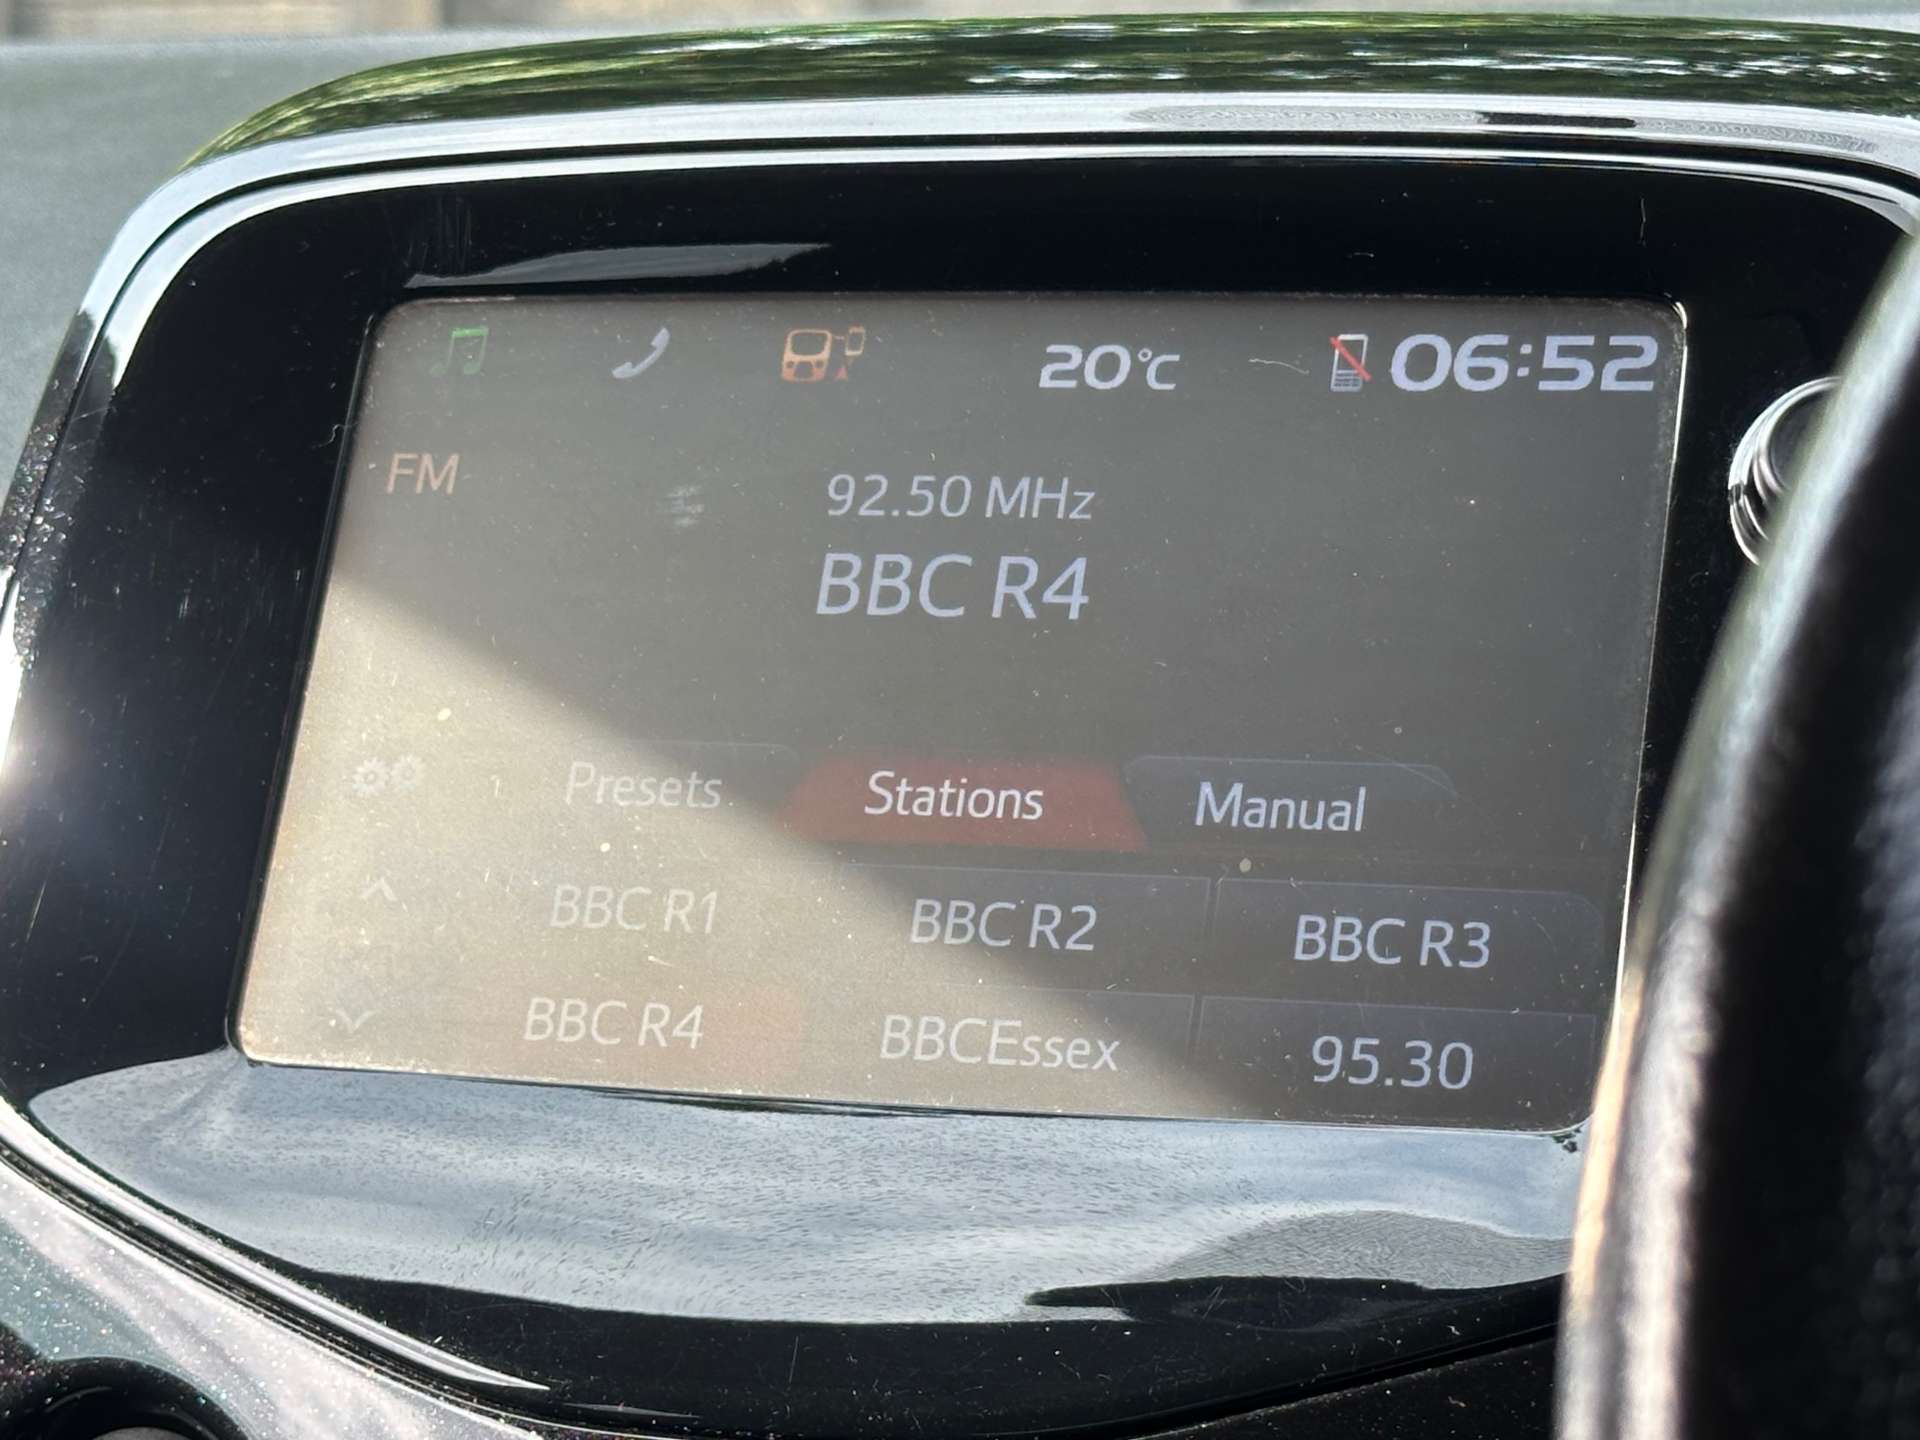 20°C 06:52
FM
92.50 MHz
BBC R4
Presets Stations Manual
BBC R1 BBC R2 BBC R3
BBC R4 BBCEssex 95.30